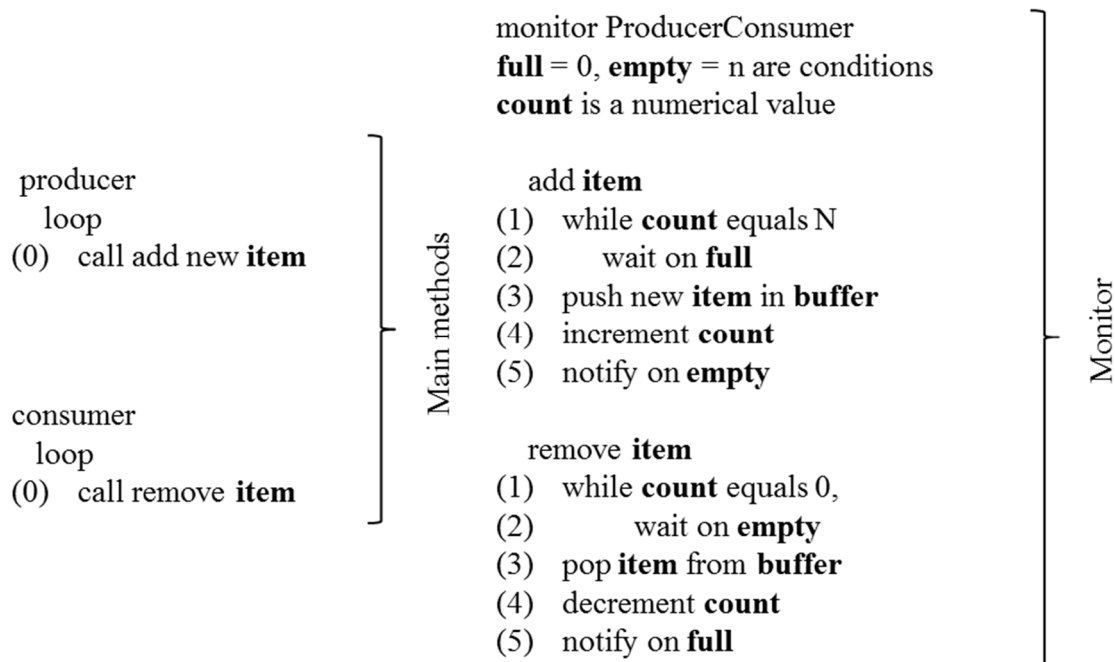 monitor ProducerConsumer
full = 0, empty = n are conditions
count is a numerical value
producer
loop
(0) call add new item
consumer
loop
(0) call remove item
Main methods
add item
(1) while count equals N
(2) wait on full
(3) push new item in buffer
(4) increment count
(5) notify on empty
remove item
(1) while count equals 0,
(2) wait on empty
(3) pop item from buffer
(4) decrement count
(5) notify on full
Monitor